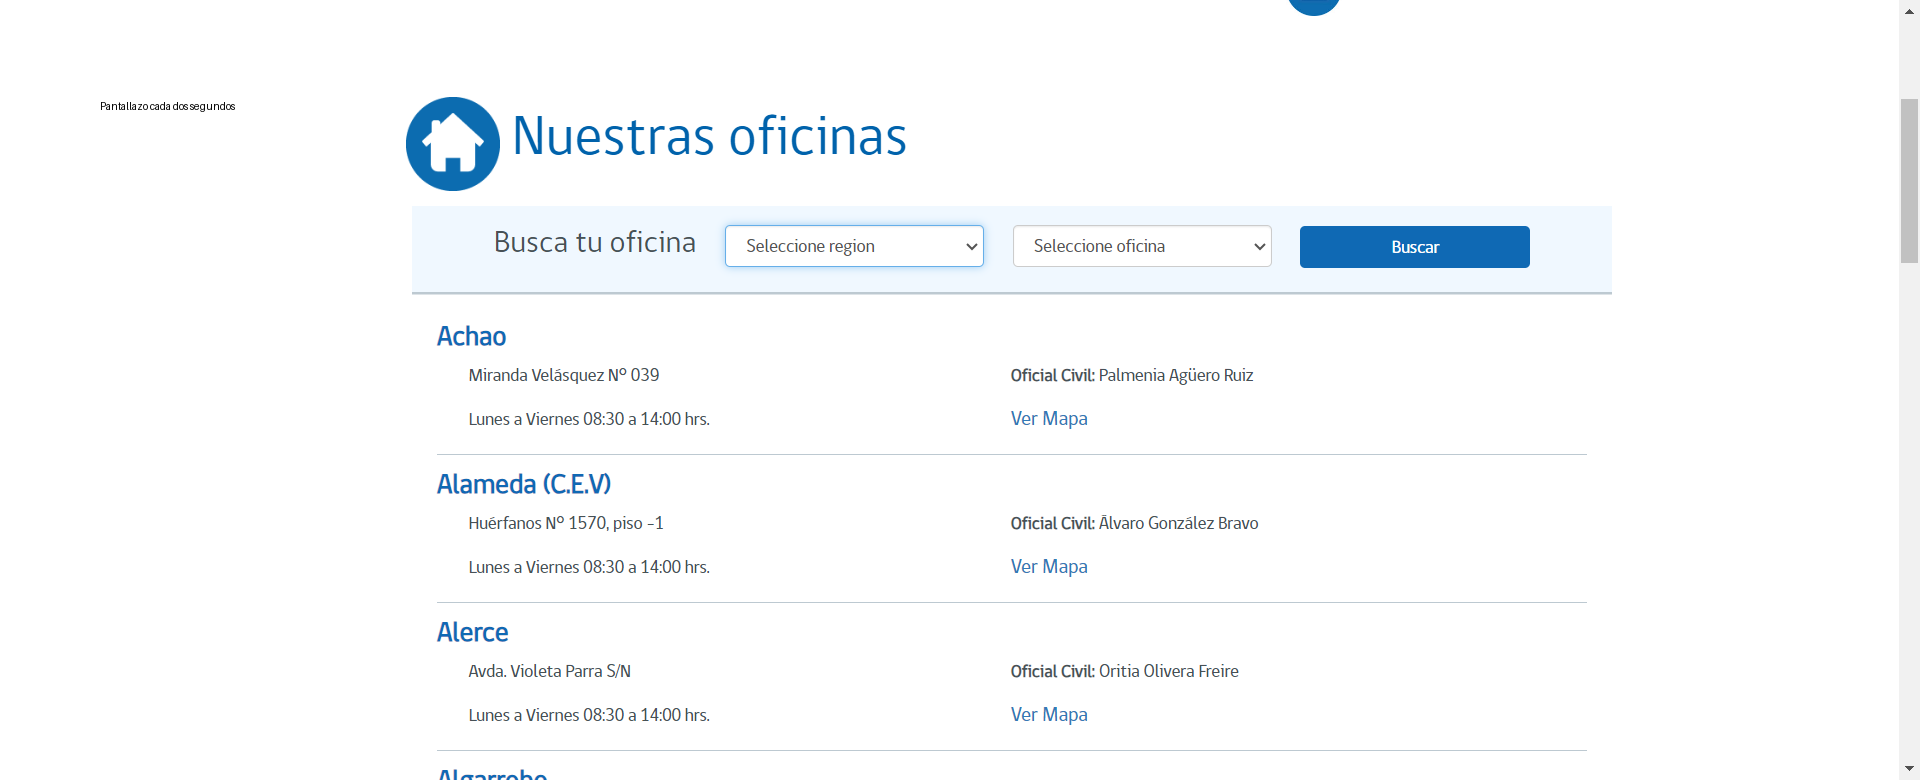 Pantallazo cada dos segundos
Nuestras oficinas
Busca tu oficina
Seleccione region
Seleccione oficina
Buscar
Achao
Miranda Velásquez Nº 039
Oficial Civil: Palmenia Agüero Ruiz
Lunes a Viernes 08:30 a 14:00 hrs.
Ver Mapa
Alameda (C.E.V)
Huérfanos Nº 1570, piso -1
Oficial Civil: Álvaro González Bravo
Lunes a Viernes 08:30 a 14:00 hrs.
Ver Mapa
Alerce
Avda. Violeta Parra S/N
Oficial Civil: Oritia Olivera Freire
Lunes a Viernes 08:30 a 14:00 hrs.
Ver Mapa
Algarrobo